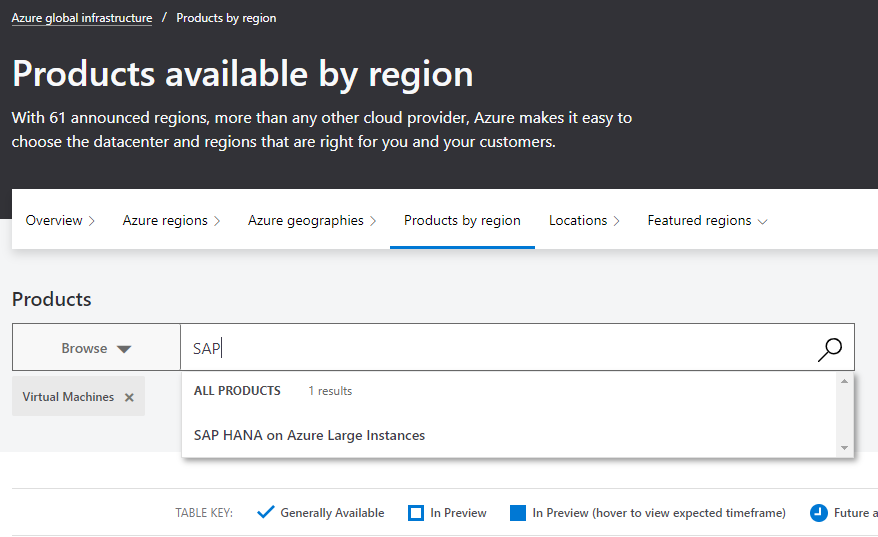 Azure global infrastructure / Products by region
Products available by region
With 61 announced regions, more than any other cloud provider, Azure makes it easy to
choose the datacenter and regions that are right for you and your customers.
Overview Azure regions Azure geographies Products by region Locations Featured regions
Products
Browse SAP
Virtual Machines ×
ALL PRODUCTS 1 results
SAP HANA on Azure Large Instances
TABLE KEY: Generally Available In Preview In Preview (hover to view expected timeframe) Future a